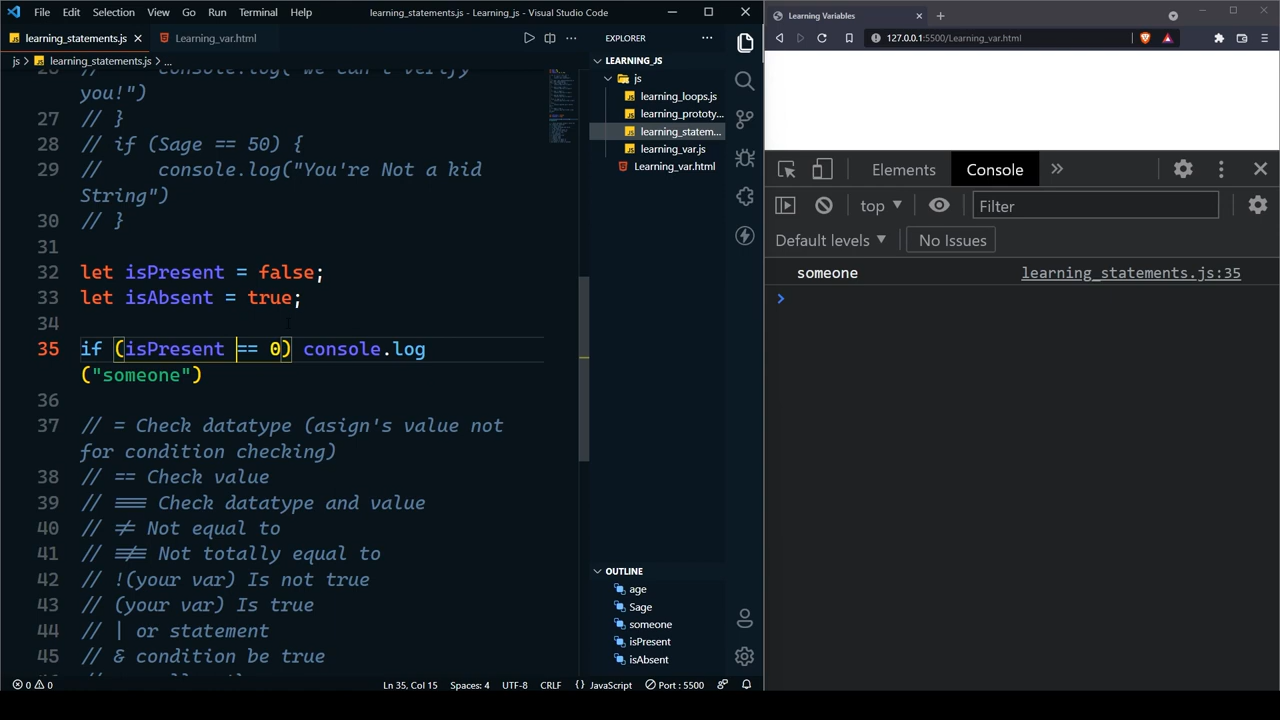 File Edit Selection View Go Run Terminal Help learning_statements.js - Learning_js - Visual Studio Code
learning_statements.js Learning_var.html
js > learning_statements.js > ...
26 // console.log("We can't verify
you!")
27 // }
28 // if (Sage == 50) {
29 // console.log("You're Not a kid
String")
30 // }
31
32 let isPresent = false;
33 let isAbsent = true;
34
35 if (isPresent == 0) console.log
("someone")
36
37 // = Check datatype (asign's value not
for condition checking)
38 // == Check value
39 // === Check datatype and value
40 // != Not equal to
41 // !== Not totally equal to
42 // !(your var) Is not true
43 // (your var) Is true
44 // | or statement
45 // & condition be true
EXPLORER
LEARNING_JS
js
learning_loops.js
learning_prototy...
learning_statem...
learning_var.js
Learning_var.html
OUTLINE
age
Sage
someone
isPresent
isAbsent
0 0 Ln 35, Col 15 Spaces: 4 UTF-8 CRLF {} JavaScript Port : 5500
Learning Variables
127.0.0.1:5500/Learning_var.html
Elements Console
top Filter
Default levels No Issues
someone learning_statements.js:35